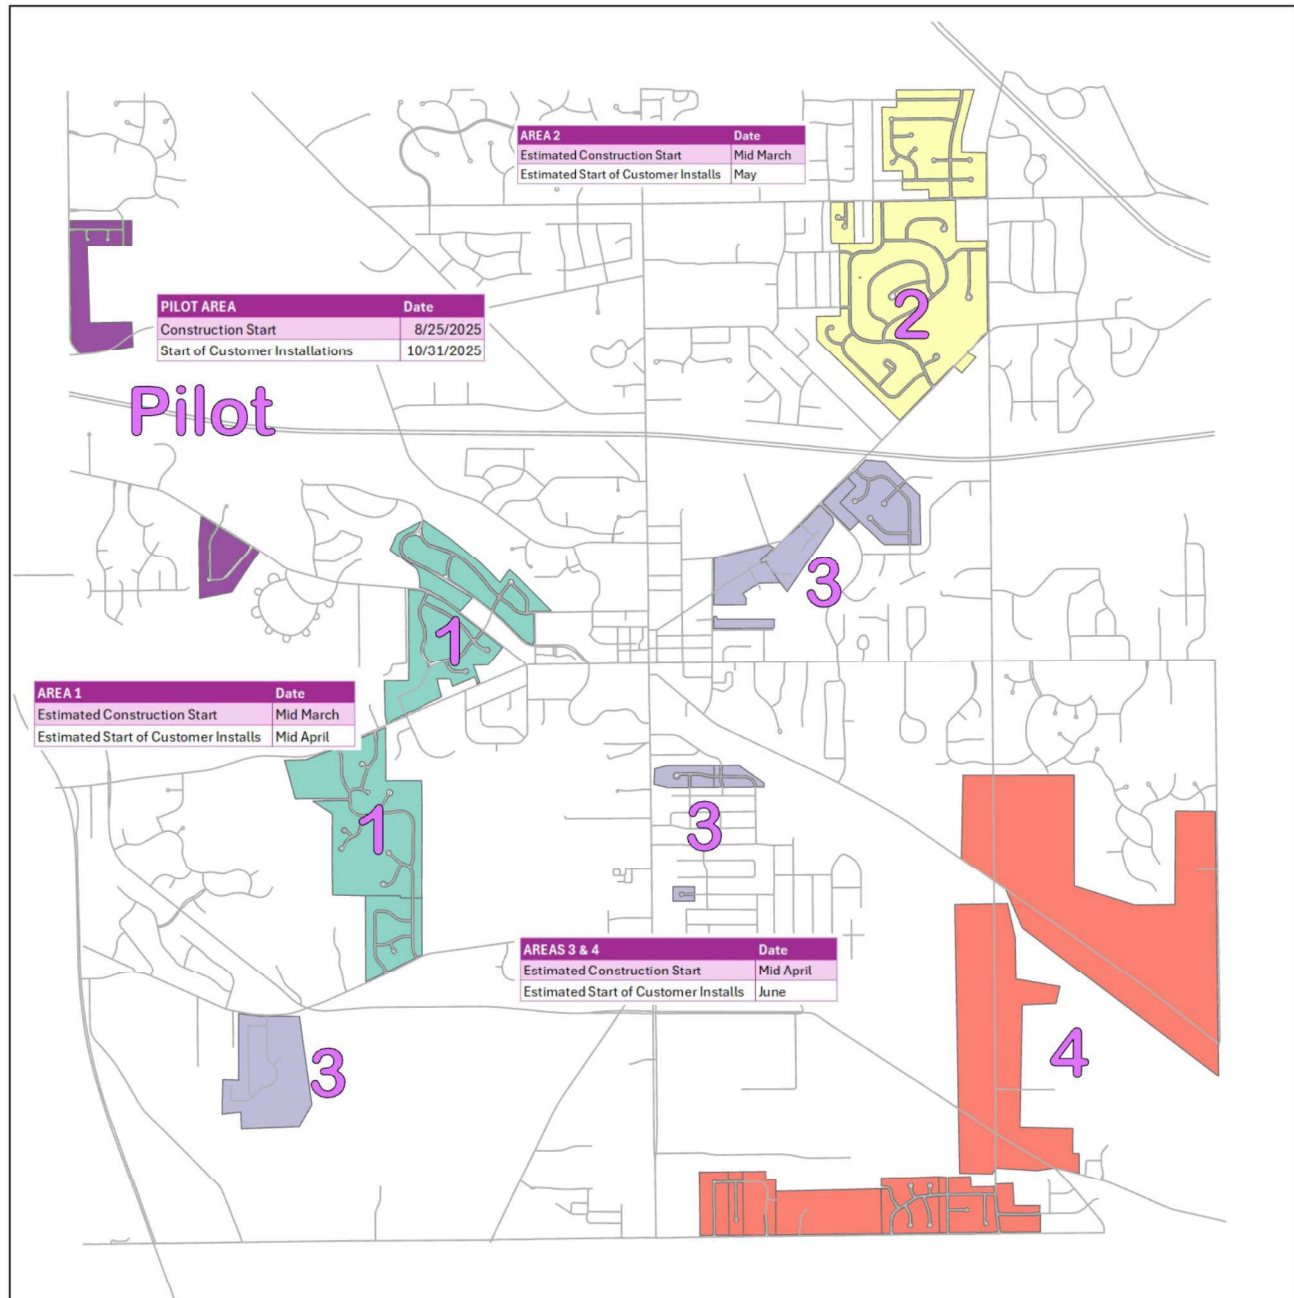 AREA 2 Date
Estimated Construction Start Mid March
Estimated Start of Customer Installs May
PILOT AREA Date
Construction Start 8/25/2025
Start of Customer Installations 10/31/2025
2
Pilot
3
1
AREA 1 Date
Estimated Construction Start Mid March
Estimated Start of Customer Installs Mid April
1
3
AREAS 3 & 4 Date
Estimated Construction Start Mid April
Estimated Start of Customer Installs June
4
3